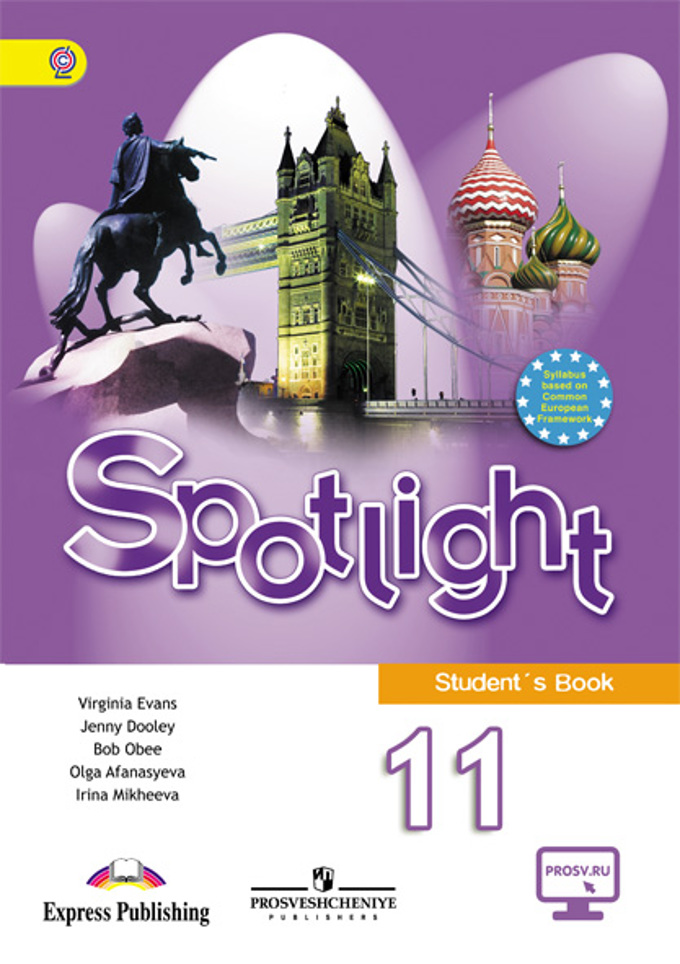 Syllabus
based on
Common
European
Framework
Spotlight
Student´s Book
Virginia Evans
Jenny Dooley
Bob Obee
Olga Afanasyeva
Irina Mikheeva
11
PROSV.RU
Express Publishing
PROSVESHCHENIYE
PUBLISHERS